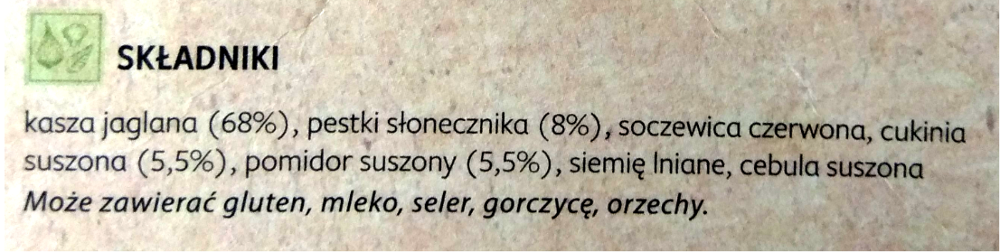 SKŁADNIKI
kasza jaglana (68%), pestki słonecznika (8%), soczewica czerwona, cukinia
suszona (5,5%), pomidor suszony (5,5%), siemię lniane, cebula suszona
Może zawierać gluten, mleko, seler, gorczycę, orzechy.